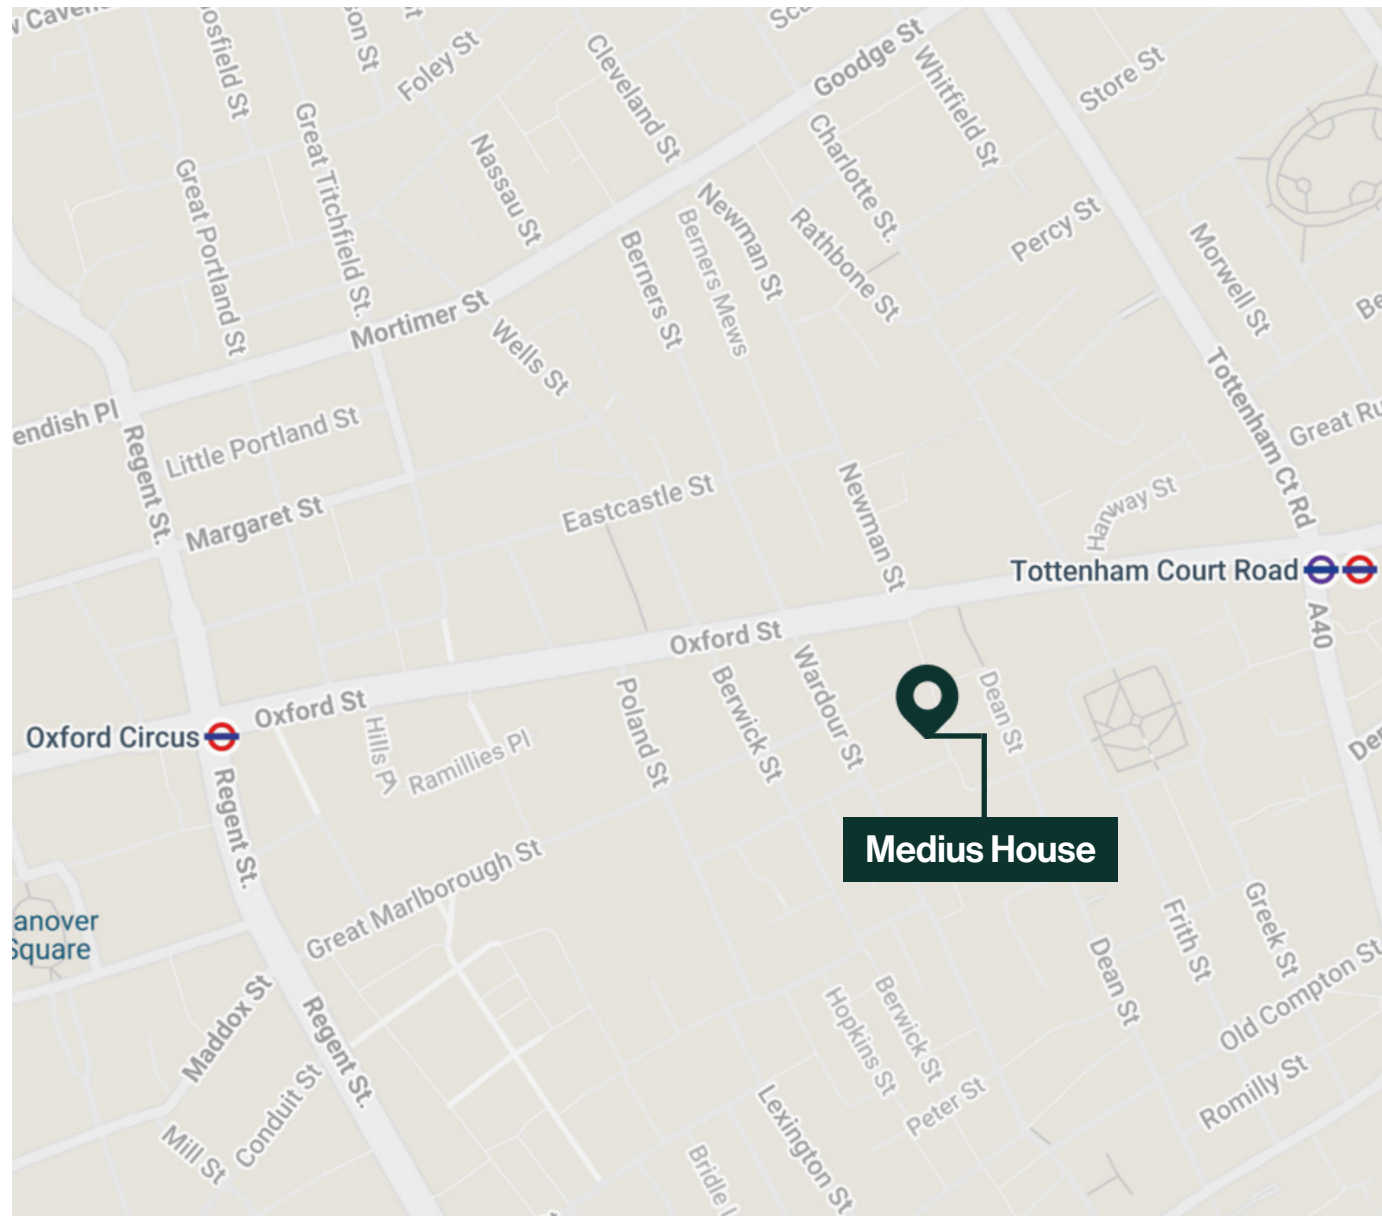 Foley St
Cleveland St
Goodge St
Whitfield St
Store St
Great Titchfield St.
Nassau St
Charlotte St.
Great Portland St
Newman St
Rathbone St
Percy St
Morwell St
Berners St
Berners Mews
Mortimer St
Wells St
Tottenham Ct Rd
endish Pl
Regent St.
Little Portland St
Great Ru
Margaret St
Eastcastle St
Newman St
Hanway St
Tottenham Court Road
A40
Oxford St
Oxford St
Oxford Circus
Hills Pl
Ramillies Pl
Poland St
Berwick St
Wardour St
Dean St
Regent St.
Medius House
Great Marlborough St
anover
Square
Maddox St
Regent St.
Conduit St
Mill St
Hopkins St
Berwick St
Peter St
Lexington St
Dean St
Frith St
Greek St
Old Compton St
Romilly St